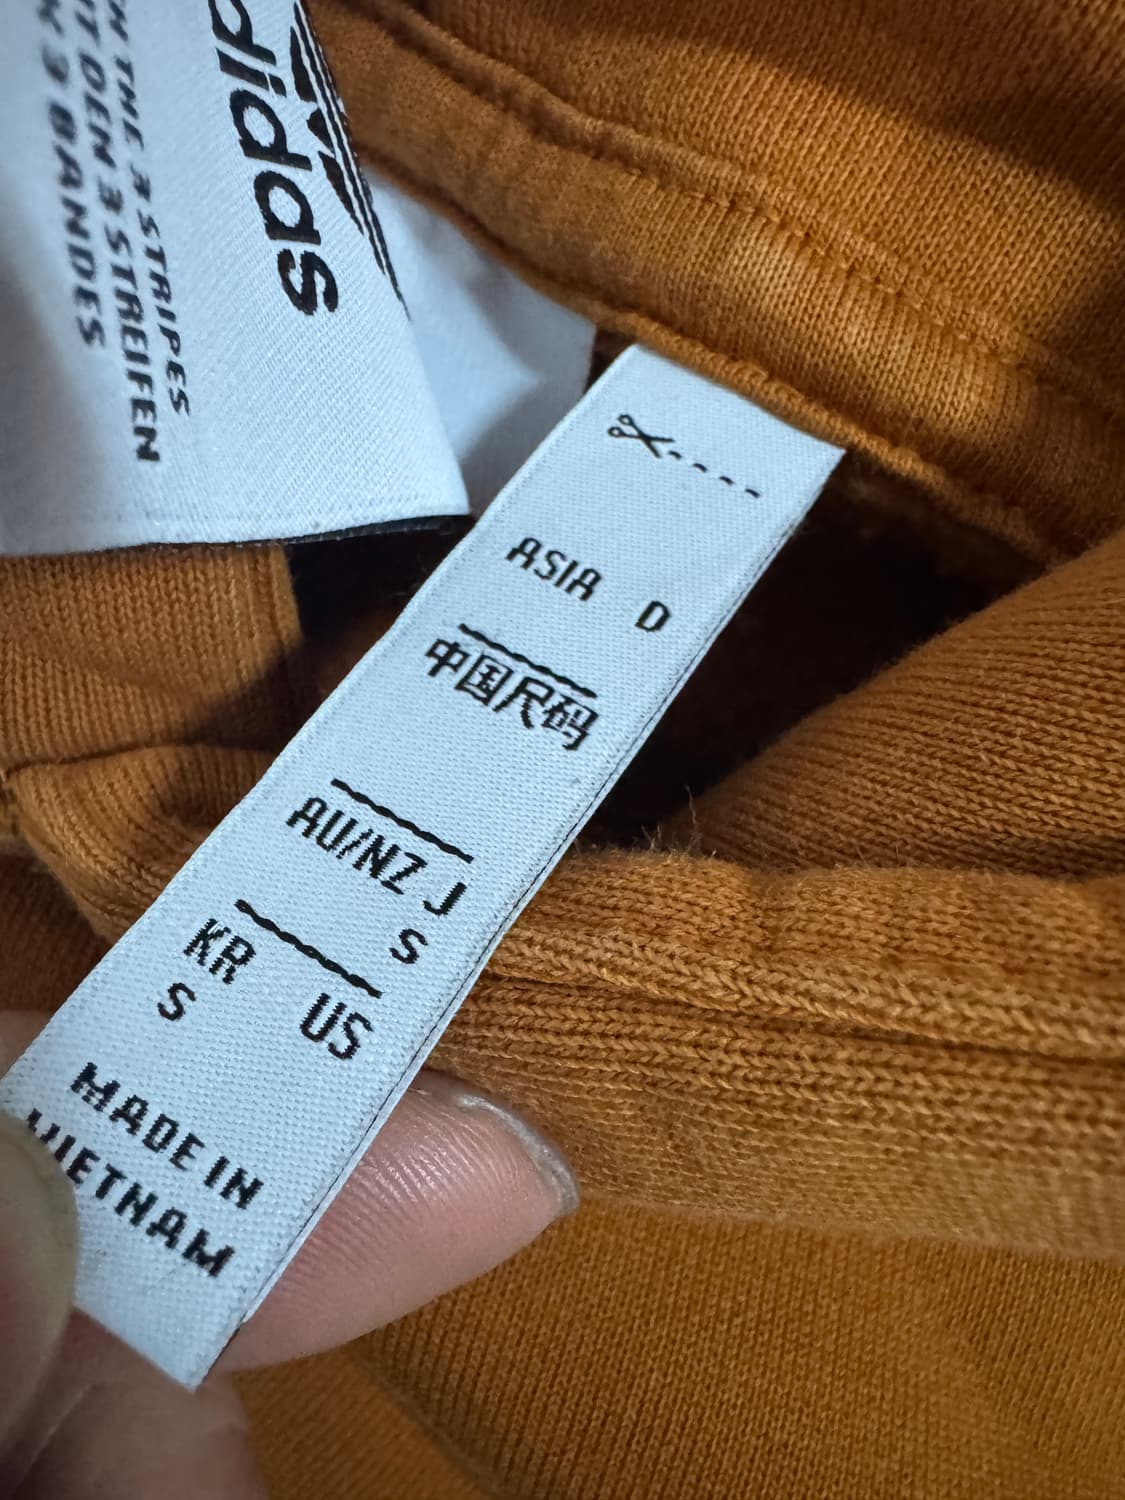 adidas
THE 3 STRIPES
DEN 3 STREIFEN
3 BANDES
ASIA D
中国尺码
AU/NZ J
S
KR
S
US
MADE IN
VIETNAM